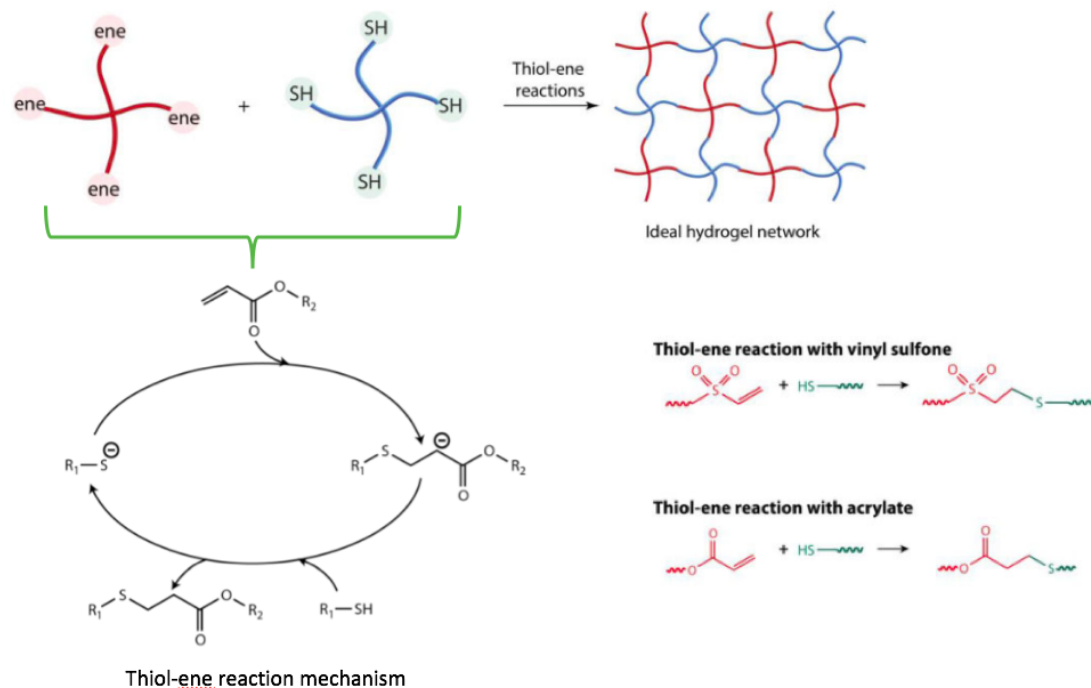 ene
ene
ene
ene
+
SH
SH
SH
SH
Thiol-ene
reactions
Ideal hydrogel network
O
R2
O
R1—S⊖
R1
S
⊖
O
R2
O
R1
S
O
R2
O
R1—SH
Thiol-ene reaction mechanism
Thiol-ene reaction with vinyl sulfone
O O
S
+ HS
S
Thiol-ene reaction with acrylate
O
O
+ HS
O
O
S
O O
S